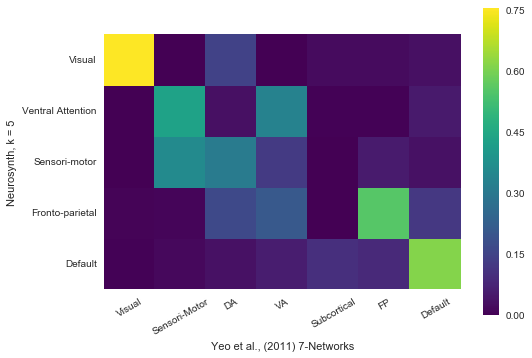 Neurosynth, k = 5
Visual
Ventral Attention
Sensori-motor
Fronto-parietal
Default
Visual
Sensori-Motor
DA
VA
Subcortical
FP
Default
Yeo et al., (2011) 7-Networks
0.75
0.60
0.45
0.30
0.15
0.00